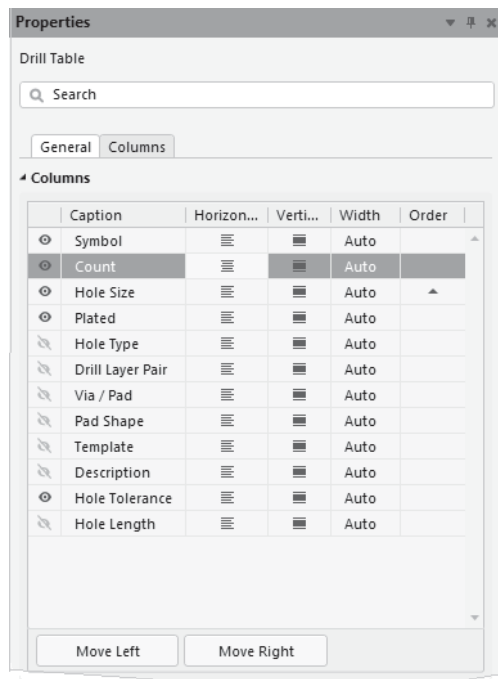 Properties
Drill Table
Search
General Columns
Columns
Caption Horizon... Verti... Width Order
Symbol Auto
Count Auto
Hole Size Auto
Plated Auto
Hole Type Auto
Drill Layer Pair Auto
Via / Pad Auto
Pad Shape Auto
Template Auto
Description Auto
Hole Tolerance Auto
Hole Length Auto
Move Left Move Right